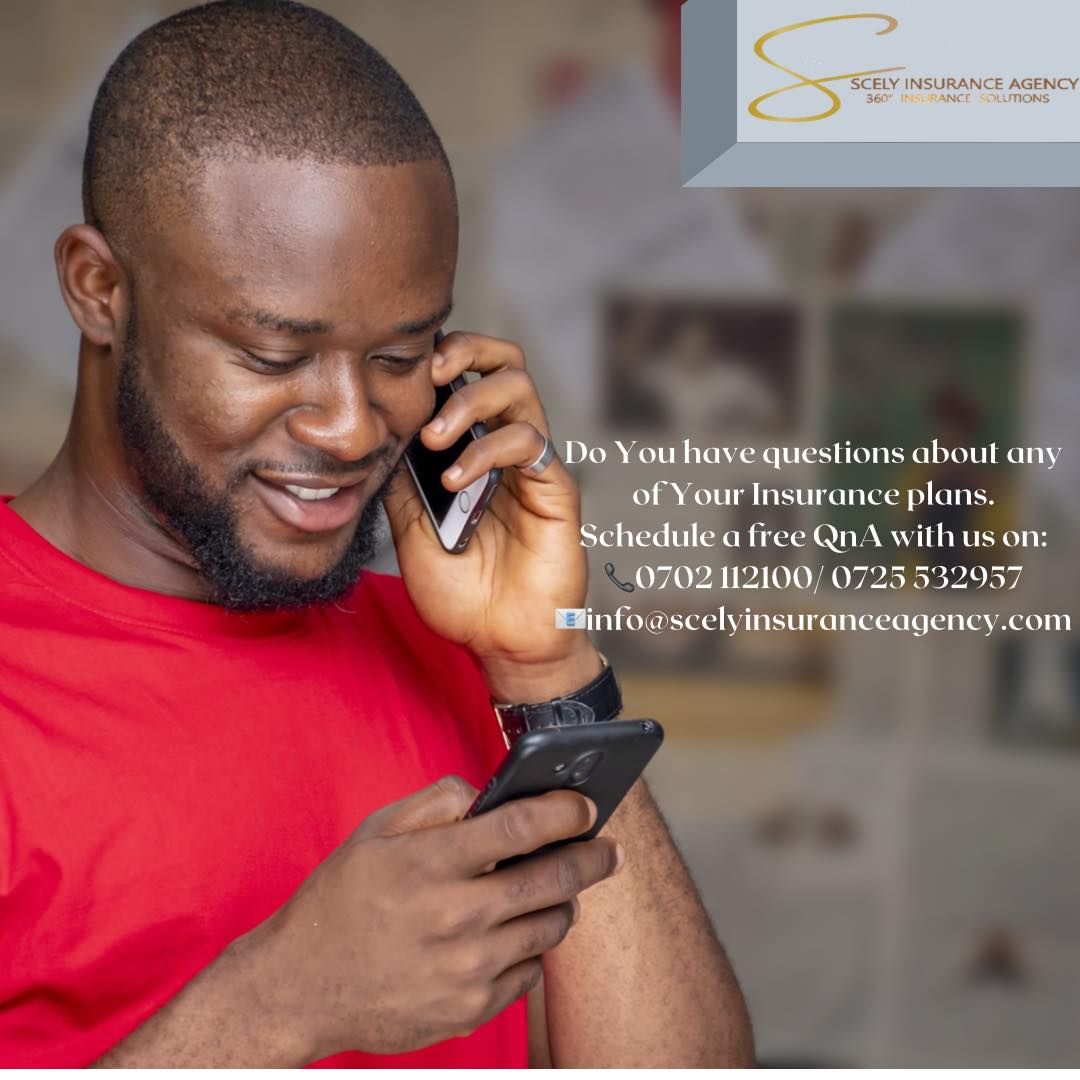 SCELY INSURANCE AGENCY
360° INSURANCE SOLUTIONS
Do You have questions about any
of Your Insurance plans.
Schedule a free QnA with us on:
📞0702 112100/ 0725 532957
📧info@scelyinsuranceagency.com